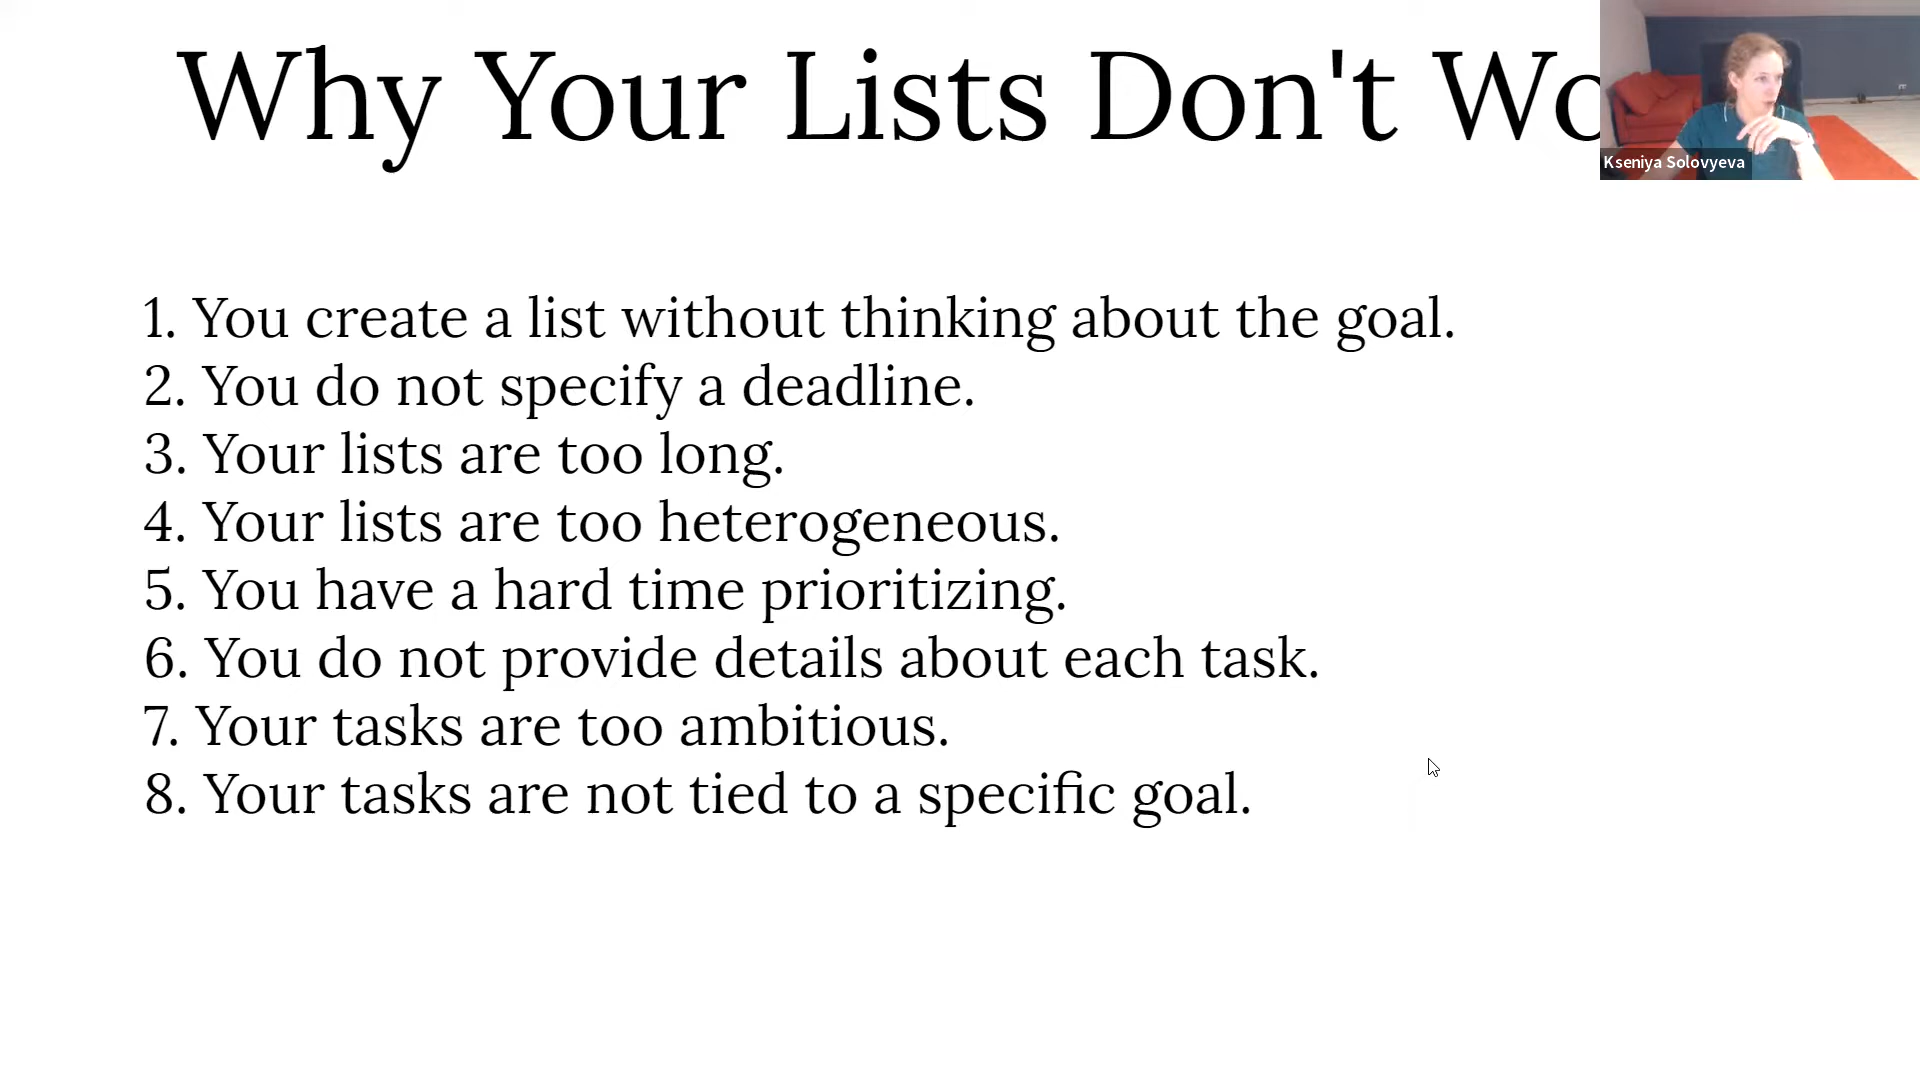 Why Your Lists Don't Wo
Kseniya Solovyeva
1. You create a list without thinking about the goal.
2. You do not specify a deadline.
3. Your lists are too long.
4. Your lists are too heterogeneous.
5. You have a hard time prioritizing.
6. You do not provide details about each task.
7. Your tasks are too ambitious.
8. Your tasks are not tied to a specific goal.